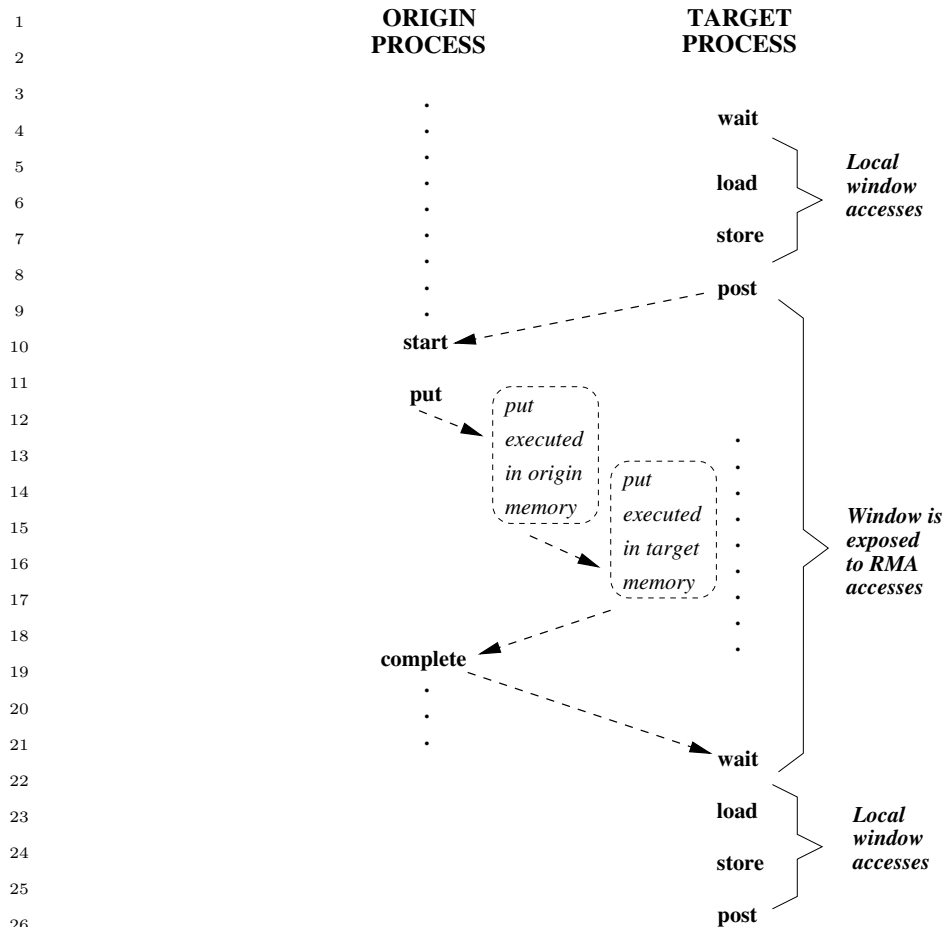 1
ORIGIN PROCESS
TARGET PROCESS
2
3
wait
4
5
Local
window
accesses
load
6
store
7
8
post
9
start
10
11
put
put
executed
in origin
memory
12
13
put
executed
in target
memory
14
15
Window is
exposed
to RMA
accesses
16
17
18
complete
19
20
21
wait
22
load
23
Local
window
accesses
store
24
25
post
26